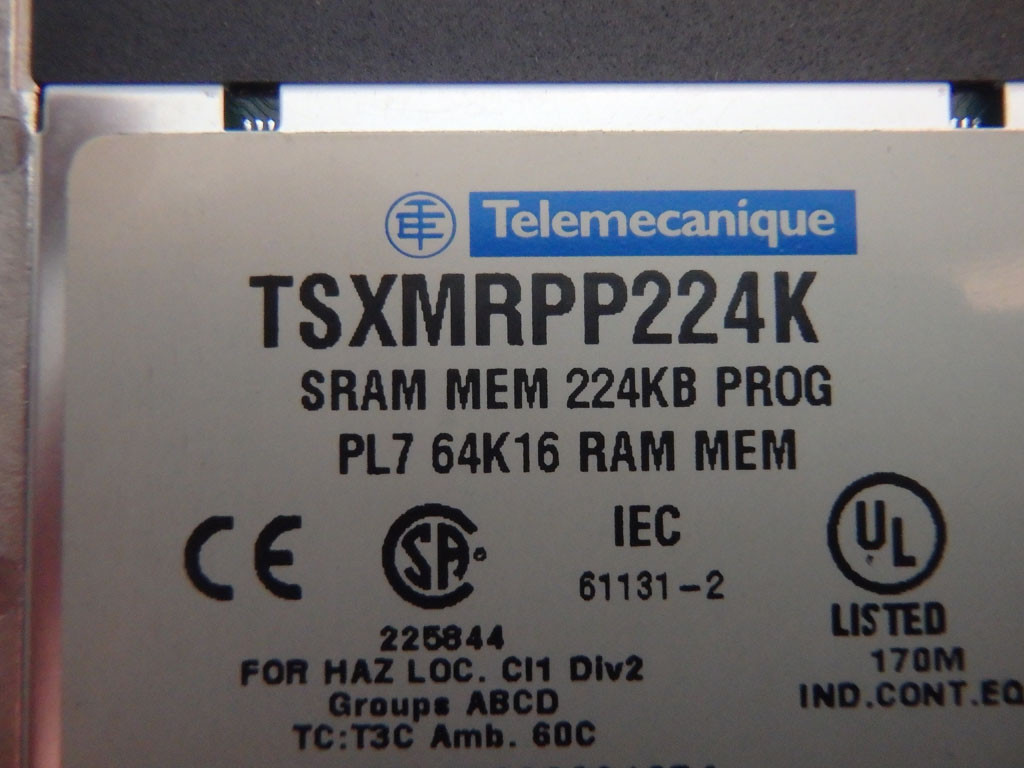 Telemecanique
TSXMRPP224K
SRAM MEM 224KB PROG
PL7 64K16 RAM MEM
CE SA IEC UL
61131-2
LISTED
225844
170M
FOR HAZ LOC. Cl1 Div2
IND.CONT.EQ
Groups ABCD
TC:T3C Amb. 60C